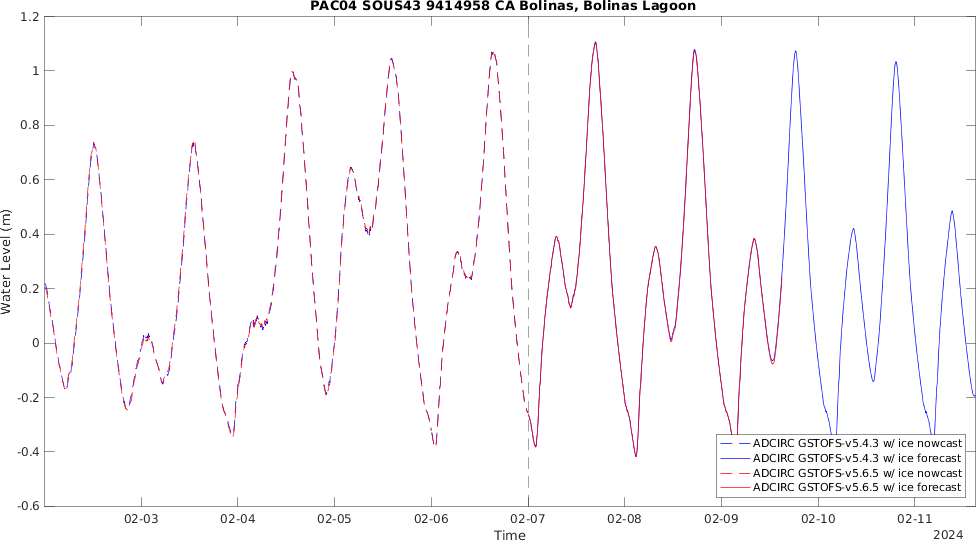 PAC04 SOUS43 9414958 CA Bolinas, Bolinas Lagoon
1.2
1
0.8
0.6
0.4
0.2
0
-0.2
-0.4
-0.6
Water Level (m)
ADCIRC GSTOFS-v5.4.3 w/ ice nowcast
ADCIRC GSTOFS-v5.4.3 w/ ice forecast
ADCIRC GSTOFS-v5.6.5 w/ ice nowcast
ADCIRC GSTOFS-v5.6.5 w/ ice forecast
02-03 02-04 02-05 02-06 02-07 02-08 02-09 02-10 02-11
Time
2024